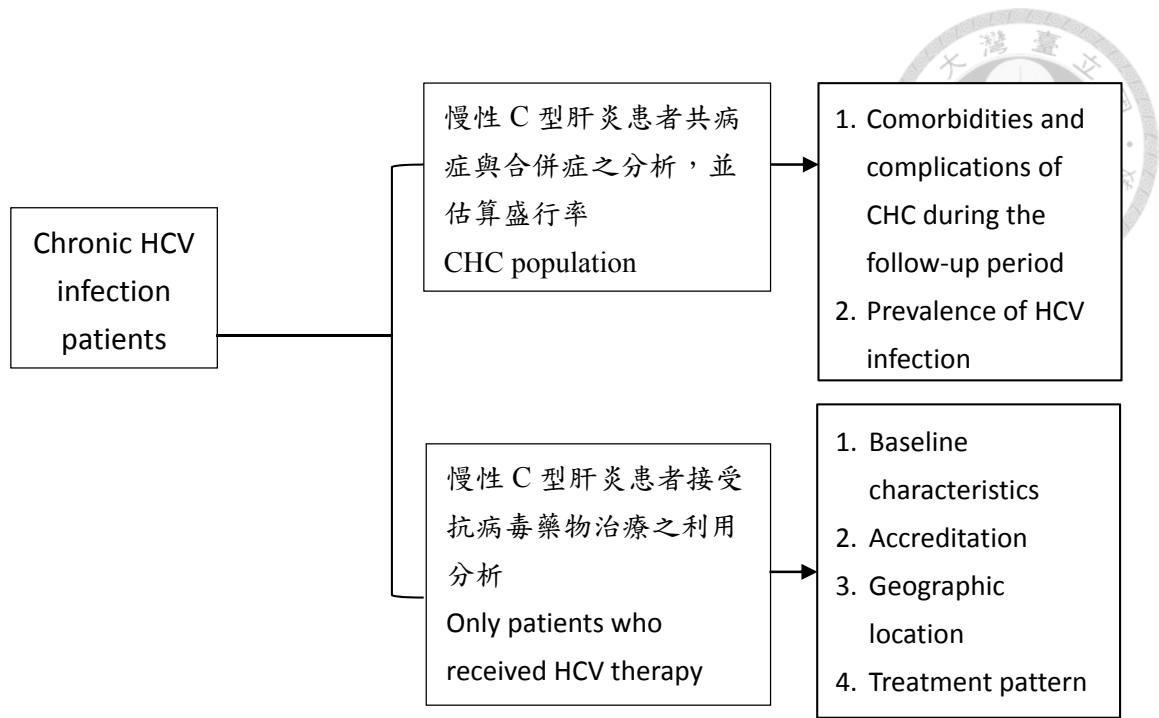 Chronic HCV
infection
patients
慢性 C 型肝炎患者共病
症與合併症之分析，並
估算盛行率
CHC population
1. Comorbidities and
complications of
CHC during the
follow-up period
2. Prevalence of HCV
infection
慢性 C 型肝炎患者接受
抗病毒藥物治療之利用
分析
Only patients who
received HCV therapy
1. Baseline
characteristics
2. Accreditation
3. Geographic
location
4. Treatment pattern
大灣臺立